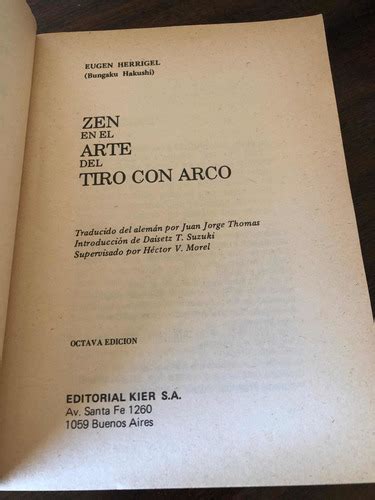 EUGEN HERRIGEL
(Bungaku Hakushi)
ZEN
EN EL
ARTE
DEL
TIRO CON ARCO
Traducido del alemán por Juan Jorge Thomas
Introducción de Daisetz T. Suzuki
Supervisado por Héctor V. Morel
OCTAVA EDICION
EDITORIAL KIER S.A.
Av. Santa Fe 1260
1059 Buenos Aires